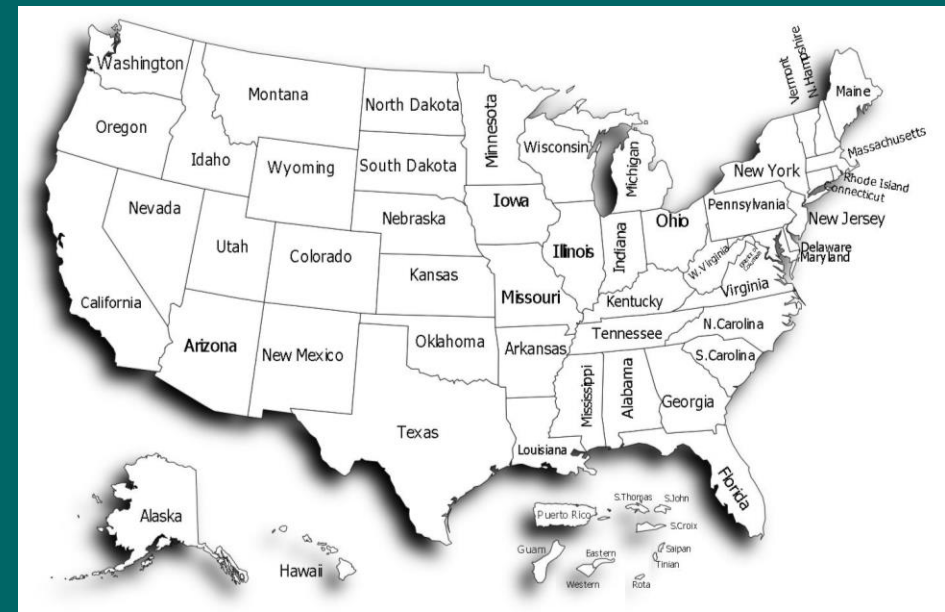 Washington
Montana
North Dakota
Minnesota
Vermont
N.Hampshire
Maine
Oregon
Idaho
Wyoming
South Dakota
Wisconsin
Michigan
New York
Massachusetts
Rhode Island
Connecticut
Nevada
Utah
Colorado
Nebraska
Iowa
Illinois
Indiana
Ohio
Pennsylvania
New Jersey
Delaware
Maryland
W.Virginia
Virginia
California
Kansas
Missouri
Kentucky
Arizona
New Mexico
Oklahoma
Arkansas
Tennessee
N.Carolina
S.Carolina
Texas
Louisiana
Mississippi
Alabama
Georgia
Florida
Alaska
Hawaii
Puerto Rico
S.Thomas
S.John
S.Croix
Guam
Eastern
Western
Saipan
Tinian
Rota